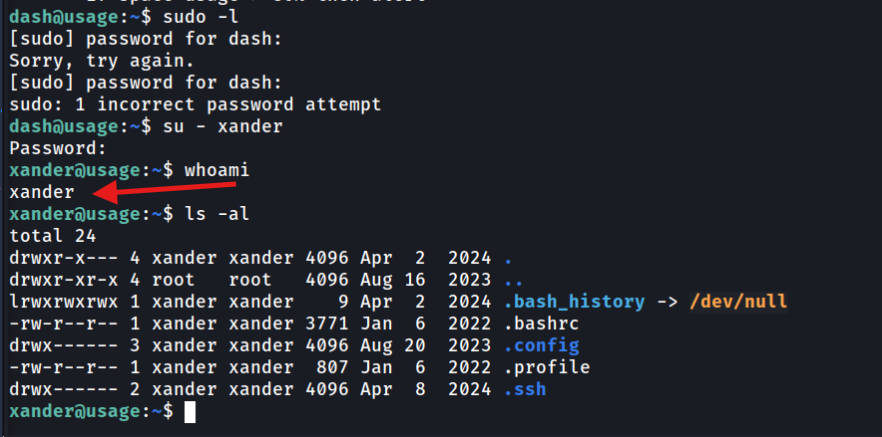 dash@usage:~$ sudo -l
[sudo] password for dash:
Sorry, try again.
[sudo] password for dash:
sudo: 1 incorrect password attempt
dash@usage:~$ su - xander
Password:
xander@usage:~$ whoami
xander
xander@usage:~$ ls -al
total 24
drwxr-x--- 4 xander xander 4096 Apr  2  2024 .
drwxr-xr-x 4 root   root   4096 Aug 16  2023 ..
lrwxrwxrwx 1 xander xander    9 Apr  2  2024 .bash_history -> /dev/null
-rw-r--r-- 1 xander xander 3771 Jan  6  2022 .bashrc
drwx------ 3 xander xander 4096 Aug 20  2023 .config
-rw-r--r-- 1 xander xander  807 Jan  6  2022 .profile
drwx------ 2 xander xander 4096 Apr  8  2024 .ssh
xander@usage:~$